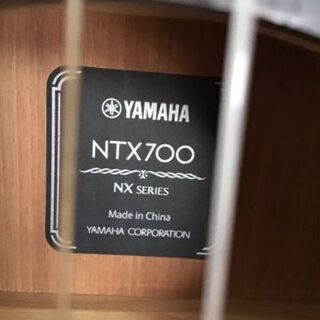 YAMAHA
NTX700
NX SERIES
Made in China
YAMAHA CORPORATION